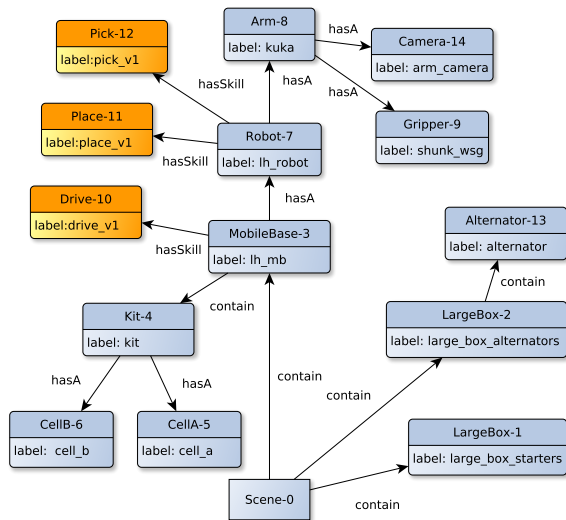 Arm-8
label: kuka
hasA
Camera-14
label: arm_camera
Pick-12
label:pick_v1
hasSkill
hasA
hasA
Gripper-9
label: shunk_wsg
Place-11
label:place_v1
hasSkill
Robot-7
label: lh_robot
hasA
Drive-10
label:drive_v1
hasSkill
MobileBase-3
label: lh_mb
Alternator-13
label: alternator
contain
contain
Kit-4
label: kit
LargeBox-2
label: large_box_alternators
hasA
hasA
contain
contain
CellB-6
label:  cell_b
CellA-5
label: cell_a
LargeBox-1
label: large_box_starters
Scene-0
contain